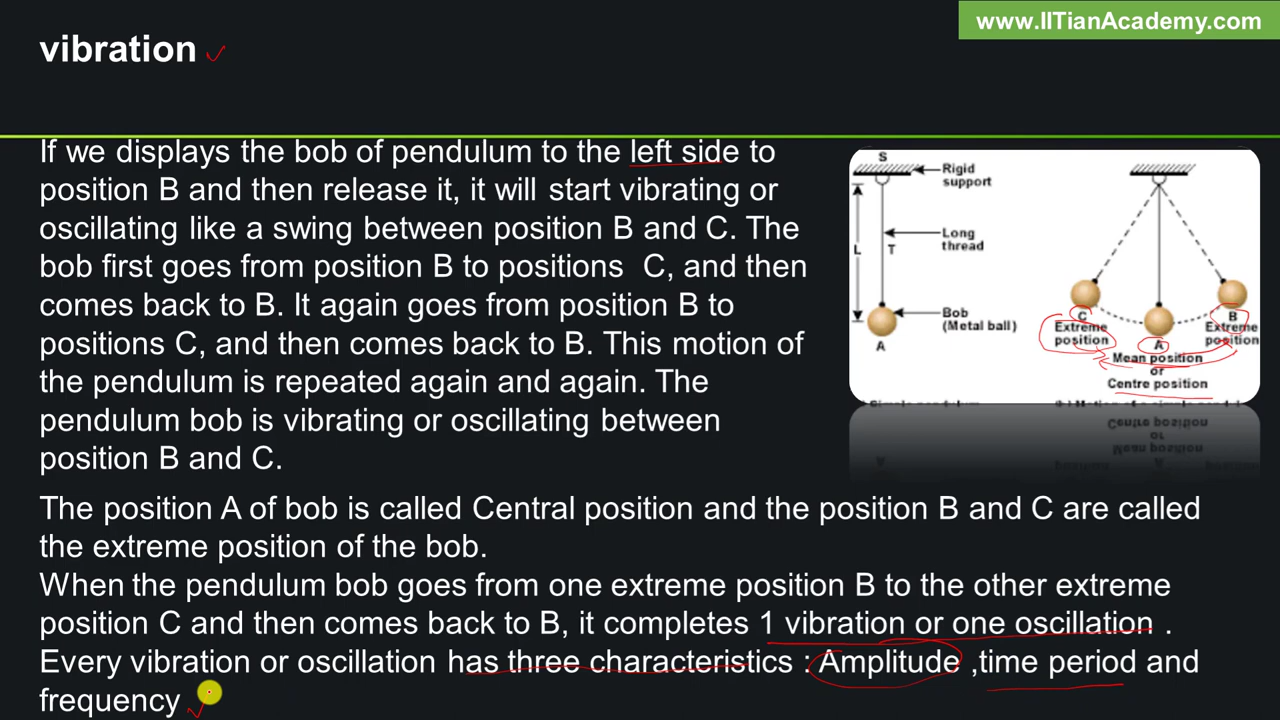 www.IITianAcademy.com
vibration
If we displays the bob of pendulum to the left side to
position B and then release it, it will start vibrating or
oscillating like a swing between position B and C. The
bob first goes from position B to positions C, and then
comes back to B. It again goes from position B to
positions C, and then comes back to B. This motion of
the pendulum is repeated again and again. The
pendulum bob is vibrating or oscillating between
position B and C.
S
Rigid
support
L
T
Long
thread
Bob
(Metal ball)
A
C
Extreme
position
B
Extreme
position
A
Mean position
or
Centre position
The position A of bob is called Central position and the position B and C are called
the extreme position of the bob.
When the pendulum bob goes from one extreme position B to the other extreme
position C and then comes back to B, it completes 1 vibration or one oscillation .
Every vibration or oscillation has three characteristics : Amplitude ,time period and
frequency